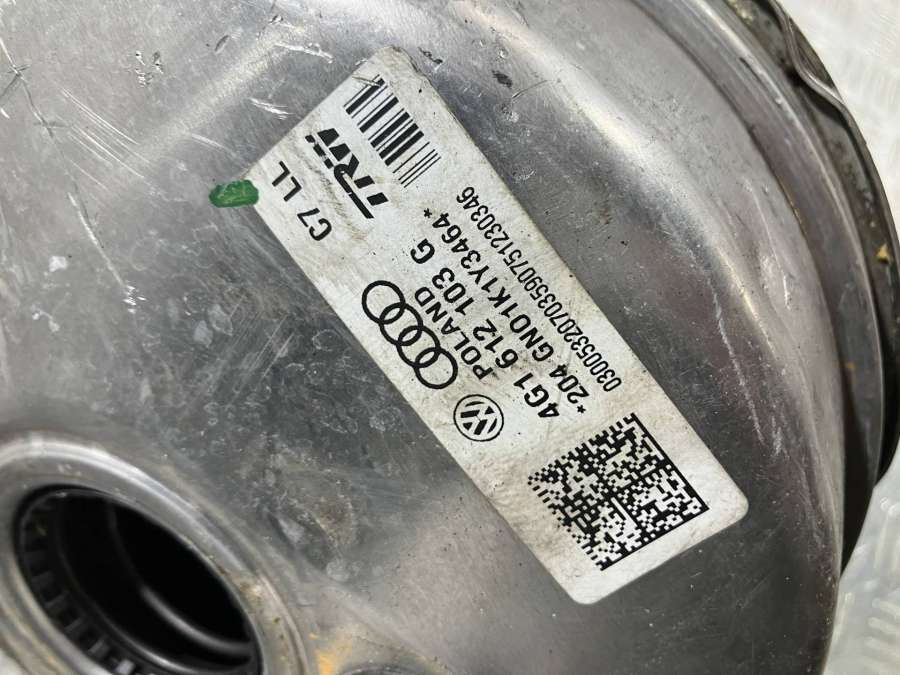 C7 LL
TRW
POLAND
4G1 612 103 G
*204 GN01K1Y3464*
03005320703590751230346